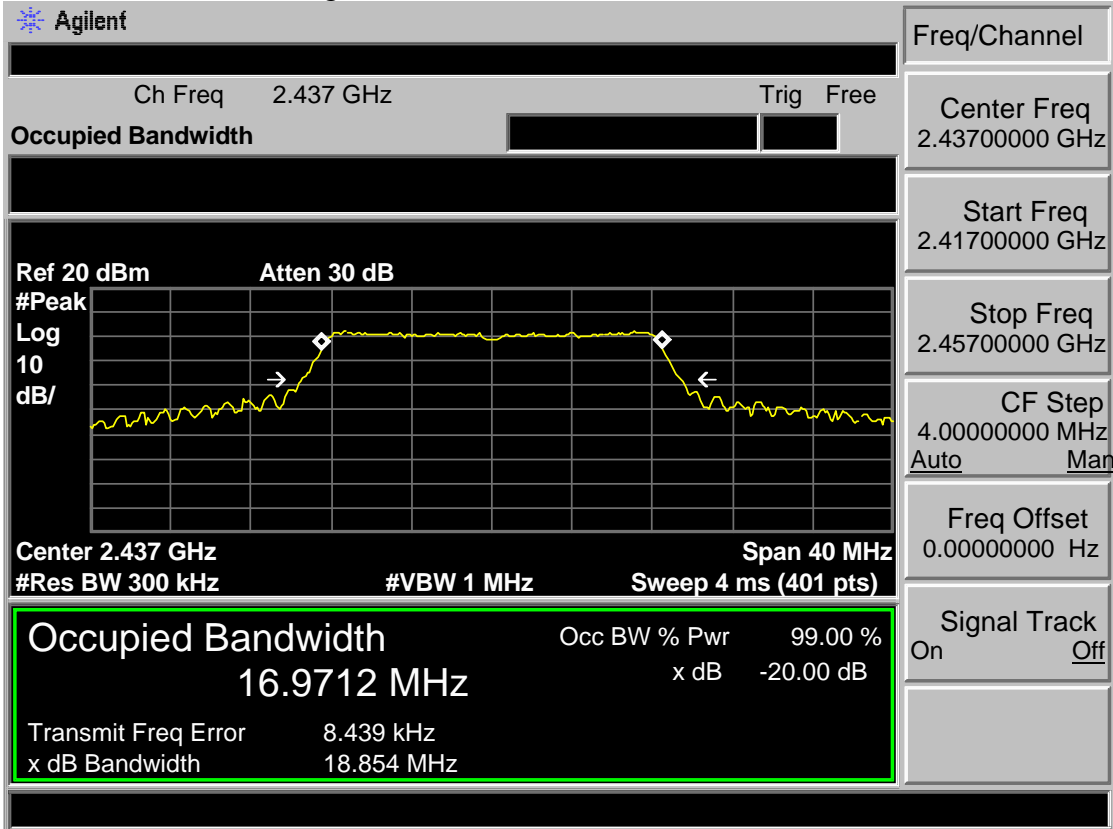 Agilent
Freq/Channel
Ch Freq 2.437 GHz Trig Free
Occupied Bandwidth
Center Freq
2.43700000 GHz
Start Freq
2.41700000 GHz
Stop Freq
2.45700000 GHz
CF Step
4.00000000 MHz
Auto Man
Freq Offset
0.00000000 Hz
Signal Track
On Off
Ref 20 dBm Atten 30 dB
#Peak
Log
10
dB/
Center 2.437 GHz Span 40 MHz
#Res BW 300 kHz #VBW 1 MHz Sweep 4 ms (401 pts)
Occupied Bandwidth Occ BW % Pwr 99.00 %
16.9712 MHz x dB -20.00 dB
Transmit Freq Error 8.439 kHz
x dB Bandwidth 18.854 MHz